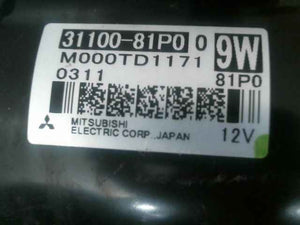 31100-81P0 0 9W
M000TD1171
0311 81P0
MITSUBISHI
ELECTRIC CORP. JAPAN 12V